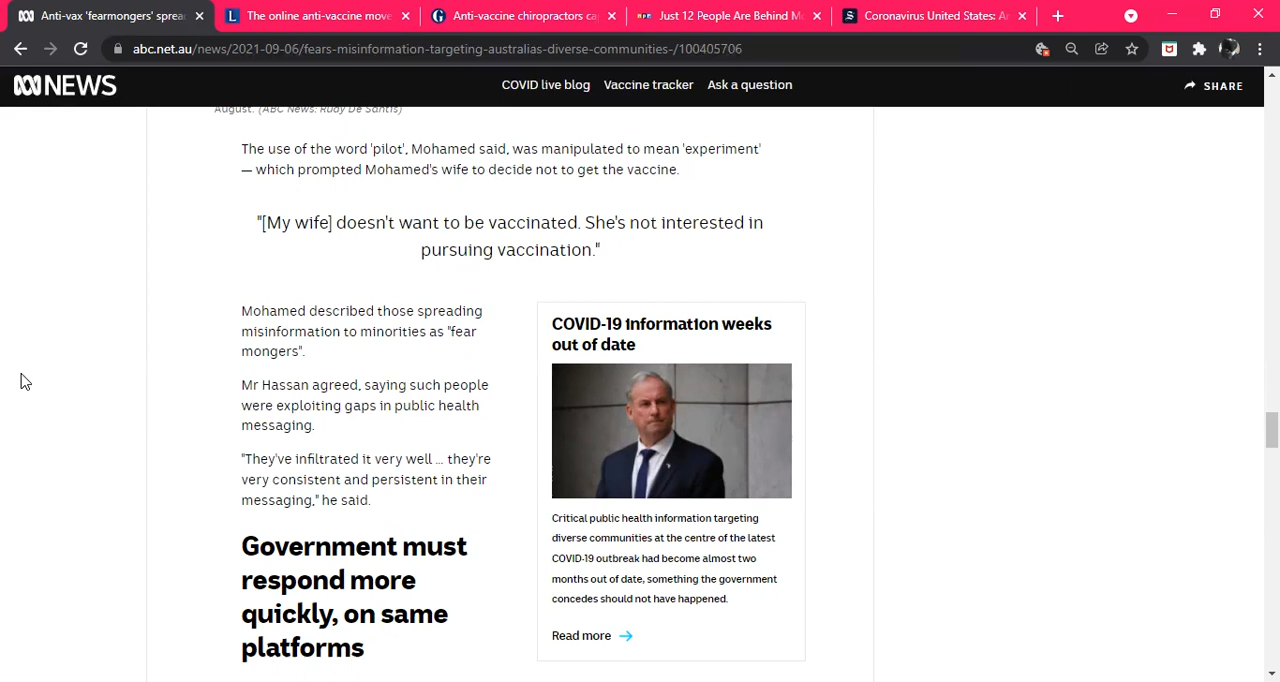 Anti-vax 'fearmongers' sprea
The online anti-vaccine move
Anti-vaccine chiropractors ca
Just 12 People Are Behind M
Coronavirus United States: A
abc.net.au/news/2021-09-06/fears-misinformation-targeting-australias-diverse-communities-/100405706
NEWS
COVID live blog Vaccine tracker Ask a question
SHARE
August. (ABC News: Rudy De Santis)
The use of the word 'pilot', Mohamed said, was manipulated to mean 'experiment'
— which prompted Mohamed's wife to decide not to get the vaccine.
"[My wife] doesn't want to be vaccinated. She's not interested in
pursuing vaccination."
Mohamed described those spreading
misinformation to minorities as "fear
mongers".
Mr Hassan agreed, saying such people
were exploiting gaps in public health
messaging.
"They've infiltrated it very well ... they're
very consistent and persistent in their
messaging," he said.
Government must
respond more
quickly, on same
platforms
COVID-19 information weeks
out of date
Critical public health information targeting
diverse communities at the centre of the latest
COVID-19 outbreak had become almost two
months out of date, something the government
concedes should not have happened.
Read more